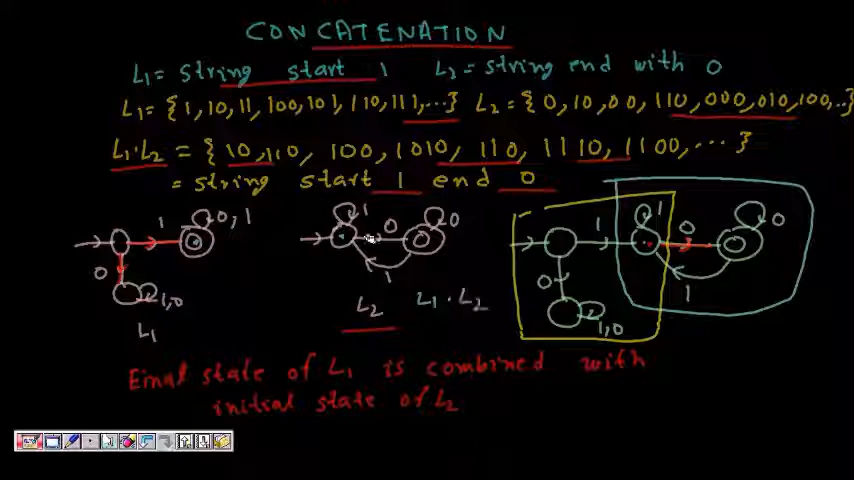 CONCATENATION
L1 = string start 1 L2 = string end with 0
L1 = {1, 10, 11, 100, 101, 110, 111, ...} L2 = {0, 10, 00, 110, 000, 010, 100, ...}
L1.L2 = {10, 110, 100, 1010, 110, 1110, 1100, ...}
= string start 1 end 0
1 0,1 1 0 0 1 1 0 0
0 1 0 1
1,0 1,0
L1 L2 L1.L2
Final state of L1 is combined with
initial state of L2